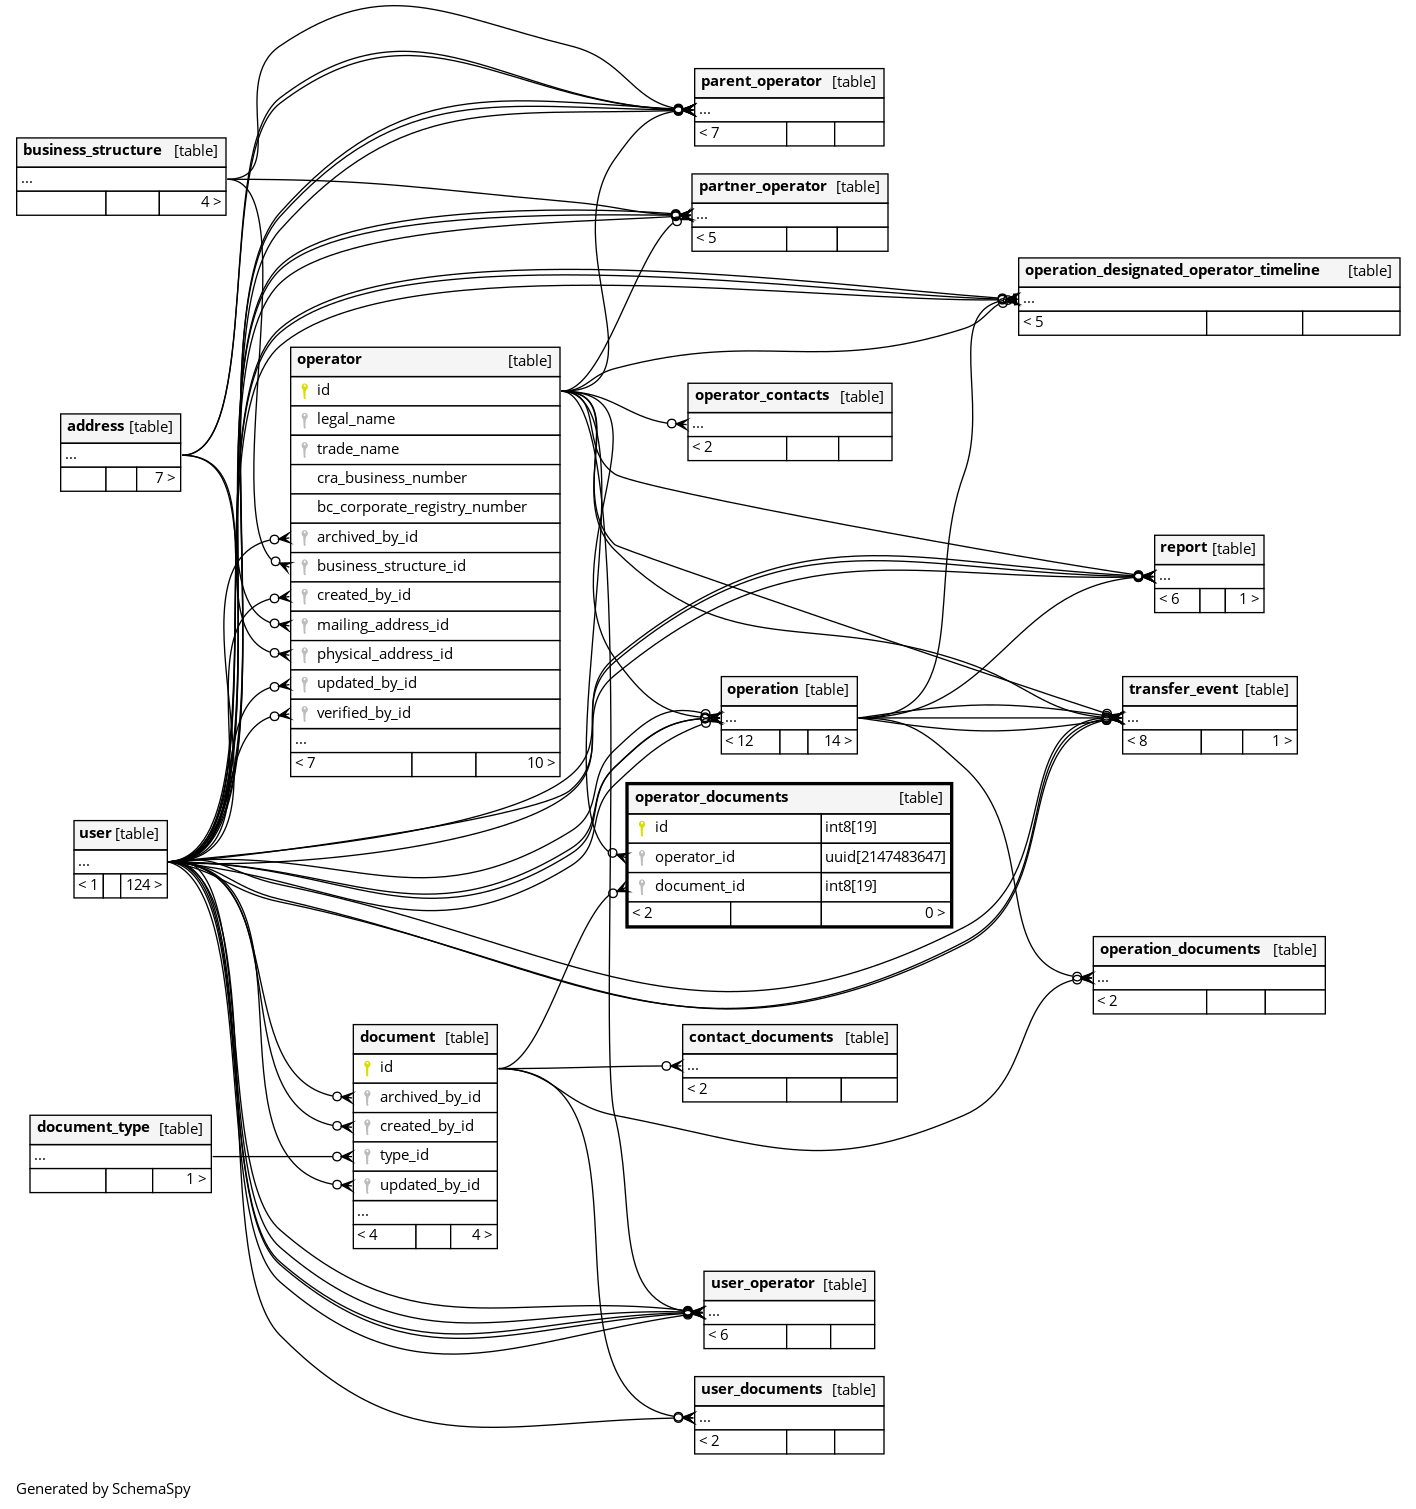 parent_operator [table]
...
< 7
business_structure [table]
...
4 >
partner_operator [table]
...
< 5
operation_designated_operator_timeline [table]
...
< 5
operator [table]
id
legal_name
trade_name
cra_business_number
bc_corporate_registry_number
archived_by_id
business_structure_id
created_by_id
mailing_address_id
physical_address_id
updated_by_id
verified_by_id
...
< 7 10 >
operator_contacts [table]
...
< 2
address [table]
...
7 >
report [table]
...
< 6 1 >
operation [table]
...
< 12 14 >
transfer_event [table]
...
< 8 1 >
operator_documents [table]
id int8[19]
operator_id uuid[2147483647]
document_id int8[19]
< 2 0 >
user [table]
...
< 1 124 >
operation_documents [table]
...
< 2
document [table]
id
archived_by_id
created_by_id
type_id
updated_by_id
...
< 4 4 >
contact_documents [table]
...
< 2
document_type [table]
...
1 >
user_operator [table]
...
< 6
user_documents [table]
...
< 2
Generated by SchemaSpy